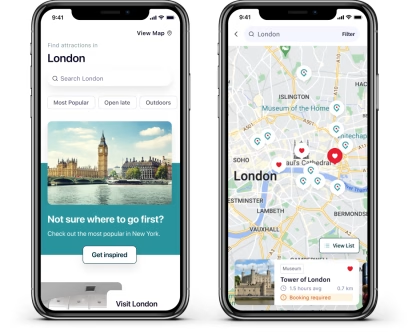 9:41
View Map
Find attractions in
London
Search London
Most Popular
Open late
Outdoors
Not sure where to go first?
Check out the most popular in New York.
Get inspired
Visit London
9:41
London
Filter
ISLINGTON
HAC
Museum of the Home
SOHO
aul's Cathedral
London
ESTMINSTER
LAMBETH
BERMONDS
VAUXHALL
View List
Museum
Tower of London
1.5 hours avg
0.7 km
Booking required